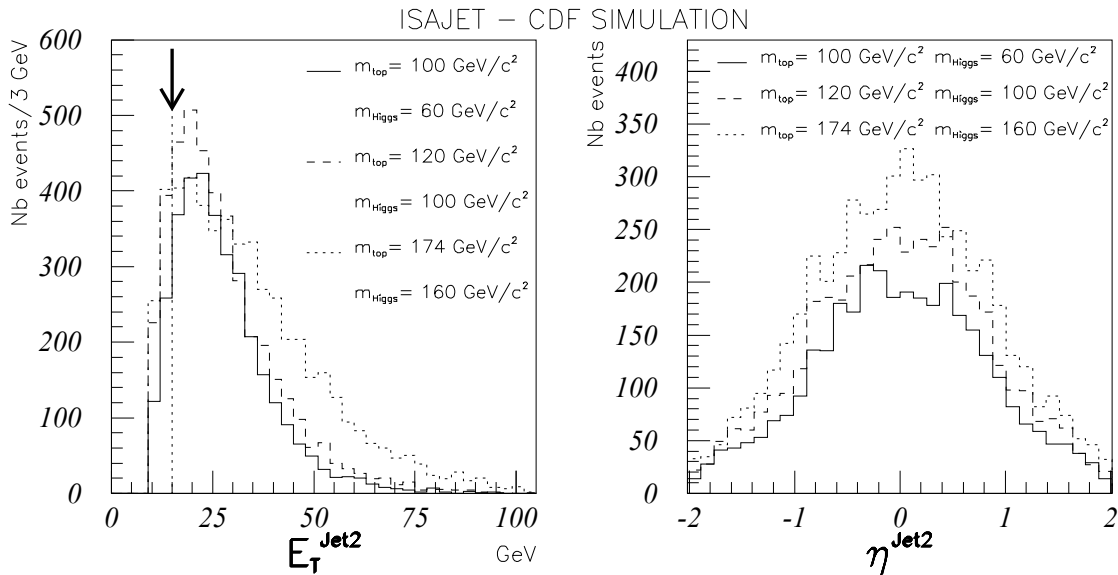 ISAJET – CDF SIMULATION
Nb events/3 GeV
600
500
400
300
200
100
0
m_top= 100 GeV/c²
m_Higgs= 60 GeV/c²
m_top= 120 GeV/c²
m_Higgs= 100 GeV/c²
m_top= 174 GeV/c²
m_Higgs= 160 GeV/c²
0 25 50 75 100
E_T^Jet2
GeV
Nb events
400
350
300
250
200
150
100
50
0
m_top= 100 GeV/c² m_Higgs= 60 GeV/c²
m_top= 120 GeV/c² m_Higgs= 100 GeV/c²
m_top= 174 GeV/c² m_Higgs= 160 GeV/c²
-2 -1 0 1 2
η^Jet2